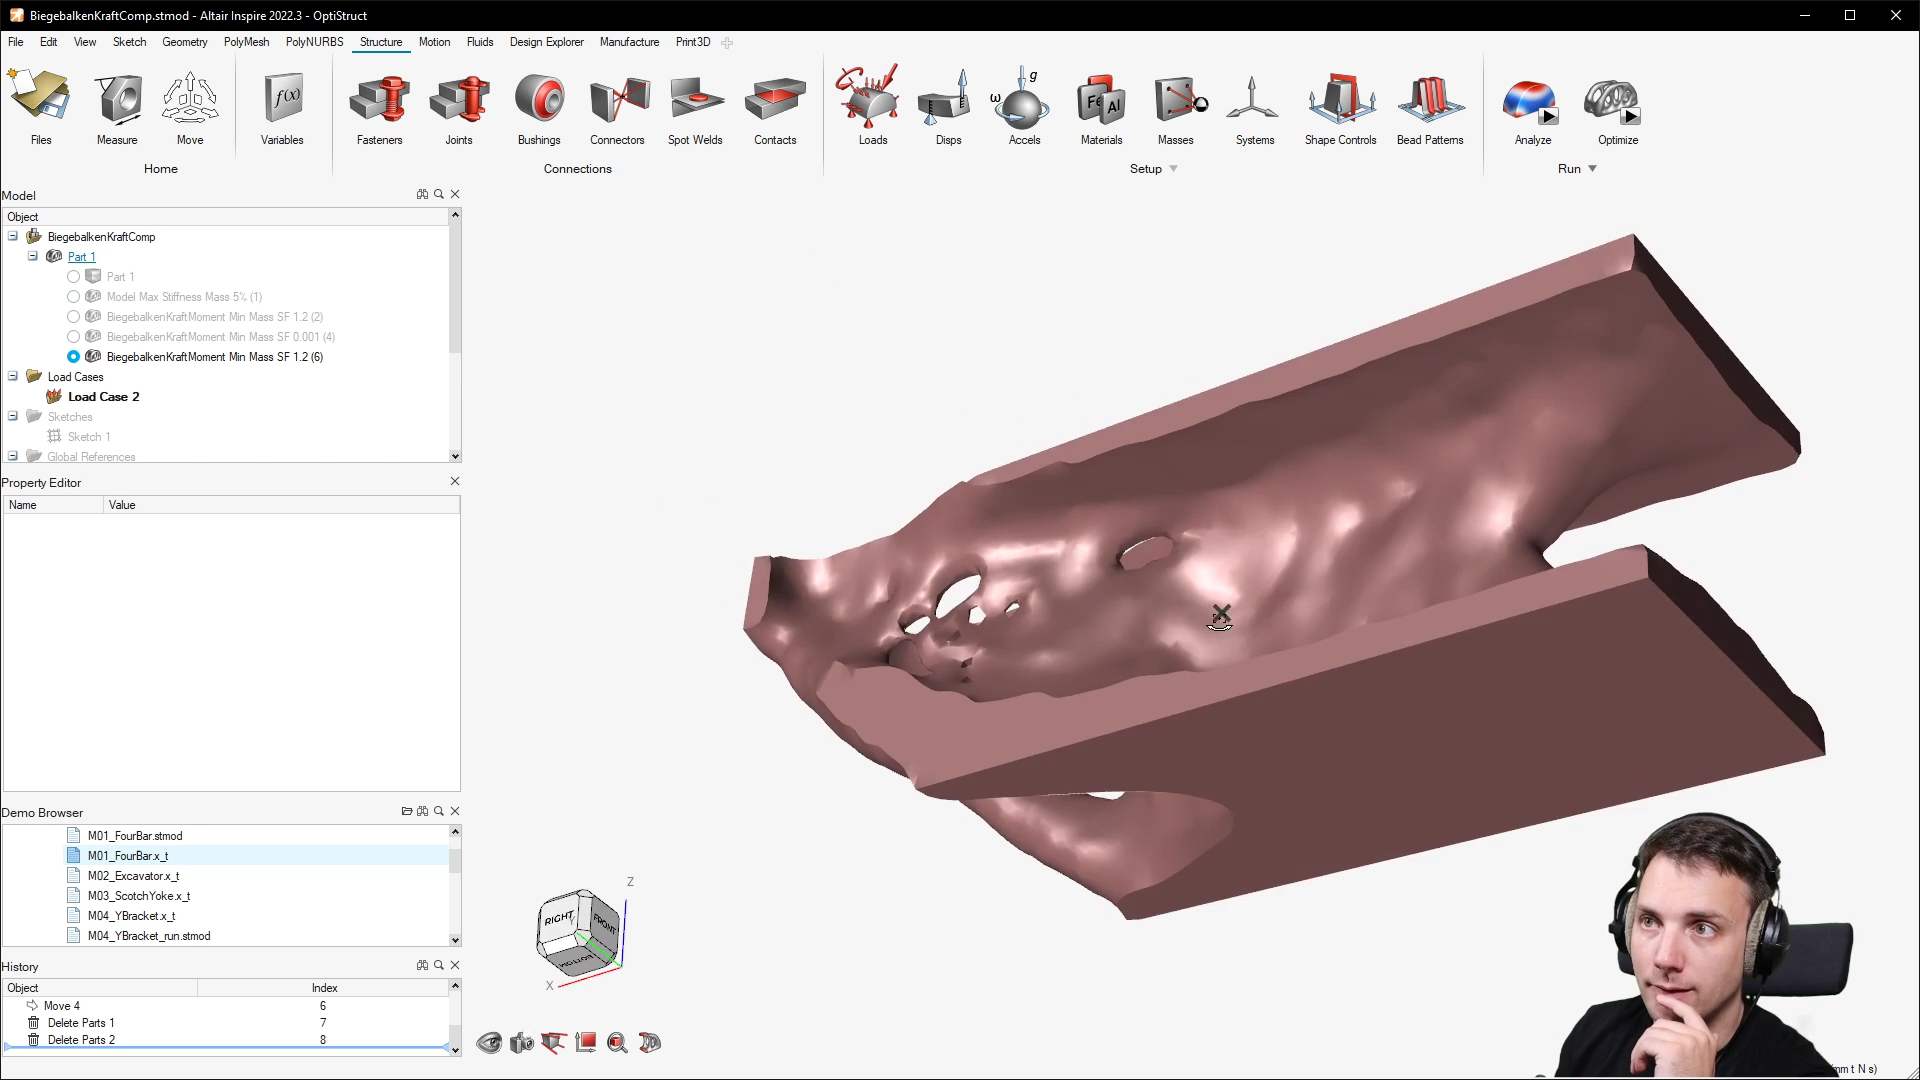 BiegebalkenKraftComp.stmod - Altair Inspire 2022.3 - OptiStruct
File Edit View Sketch Geometry PolyMesh PolyNURBS Structure Motion Fluids Design Explorer Manufacture Print3D
f(x)
g
ω
Fe
Al
Files Measure Move Variables Fasteners Joints Bushings Connectors Spot Welds Contacts Loads Disps Accels Materials Masses Systems Shape Controls Bead Patterns Analyze Optimize
Home Connections Setup Run
Model
Object
BiegebalkenKraftComp
Part 1
Part 1
Model Max Stiffness Mass 5% (1)
BiegebalkenKraftMoment Min Mass SF 1.2 (2)
BiegebalkenKraftMoment Min Mass SF 0.001 (4)
BiegebalkenKraftMoment Min Mass SF 1.2 (6)
Load Cases
Load Case 2
Sketches
Sketch 1
Global References
Property Editor
Name Value
Demo Browser
M01_FourBar.stmod
M01_FourBar.x_t
M02_Excavator.x_t
M03_ScotchYoke.x_t
M04_YBracket.x_t
M04_YBracket_run.stmod
History
Object Index
Move 4 6
Delete Parts 1 7
Delete Parts 2 8
Z
RIGHT
FRONT
BOTTOM
X
mm t N s)